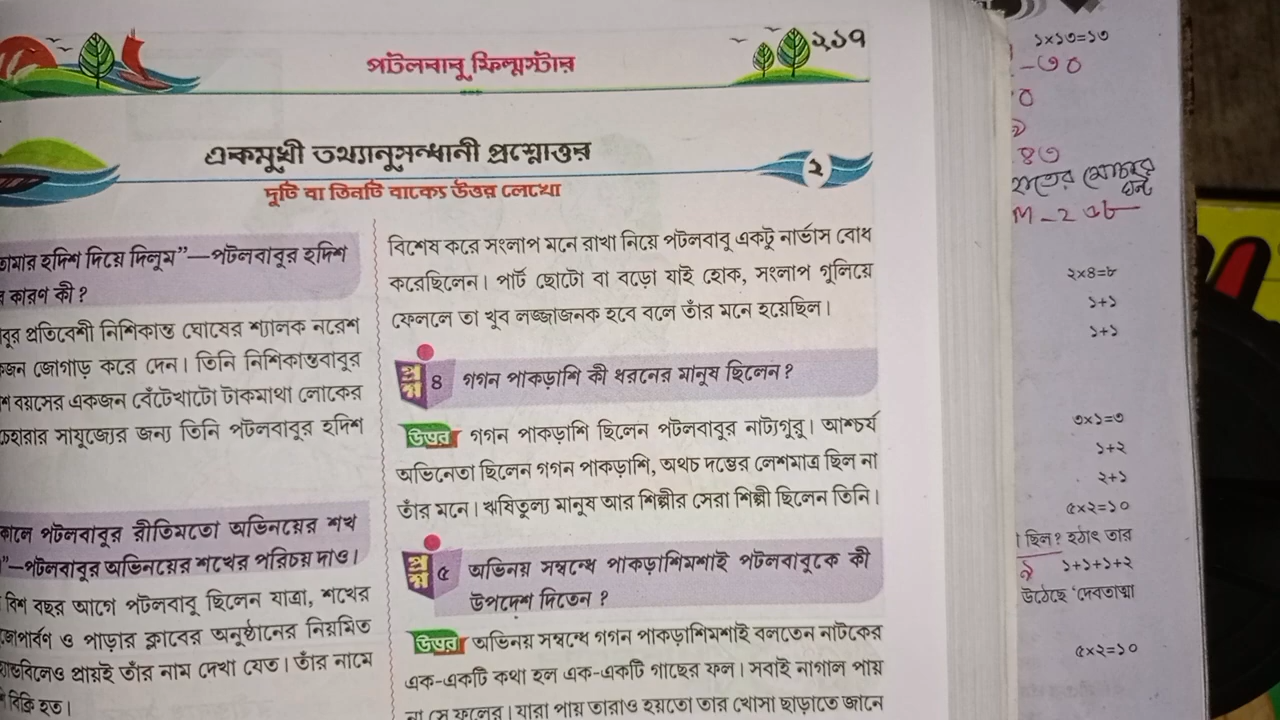 ২১৭
পটলবাবু ফিল্মস্টার
একমুখী তথ্যানুসন্ধানী প্রশ্নোত্তর
২
দুটি বা তিনটি বাক্যে উত্তর লেখো
হদিশ দিয়ে দিলুম”—পটলবাবুর হদিশ
কারণ কী?
প্রতিবেশী নিশিকান্ত ঘোষের শ্যালক নরেশ
জোগাড় করে দেন। তিনি নিশিকান্তবাবুর
বয়সের একজন বেঁটেখাটো টাকমাথা লোকের
চেহারার সাযুজ্যের জন্য তিনি পটলবাবুর হদিশ
কালে পটলবাবুর রীতিমতো অভিনয়ের শখ
”—পটলবাবুর অভিনয়ের শখের পরিচয় দাও।
বিশ বছর আগে পটলবাবু ছিলেন যাত্রা, শখের
ও পাড়ার ক্লাবের অনুষ্ঠানের নিয়মিত
প্রায়ই তাঁর নাম দেখা যেত। তাঁর নামে
বিক্রি হত।
বিশেষ করে সংলাপ মনে রাখা নিয়ে পটলবাবু একটু নার্ভাস বোধ
করেছিলেন। পার্ট ছোটো বা বড়ো যাই হোক, সংলাপ গুলিয়ে
ফেললে তা খুব লজ্জাজনক হবে বলে তাঁর মনে হয়েছিল।
প্রশ্ন ৪ গগন পাকড়াশি কী ধরনের মানুষ ছিলেন?
উত্তর গগন পাকড়াশি ছিলেন পটলবাবুর নাট্যগুরু। আশ্চর্য
অভিনেতা ছিলেন গগন পাকড়াশি, অথচ দম্ভের লেশমাত্র ছিল না
তাঁর মনে। ঋষিতুল্য মানুষ আর শিল্পীর সেরা শিল্পী ছিলেন তিনি।
প্রশ্ন ৫ অভিনয় সম্বন্ধে পাকড়াশিমশাই পটলবাবুকে কী
উপদেশ দিতেন?
উত্তর অভিনয় সম্বন্ধে গগন পাকড়াশিমশাই বলতেন নাটকের
এক-একটি কথা হল এক-একটি গাছের ফল। সবাই নাগাল পায়
না সে ফলের। যারা পায় তারাও হয়তো তার খোসা ছাড়াতে জানে
১×১৩=১৩
২×৪=৮
১+১
১+১
৩×১=৩
১+২
২+১
৫×২=১০
ছিল? হঠাৎ তার
১+১+১+২
উঠেছে ‘দেবতাত্মা
৫×২=১০